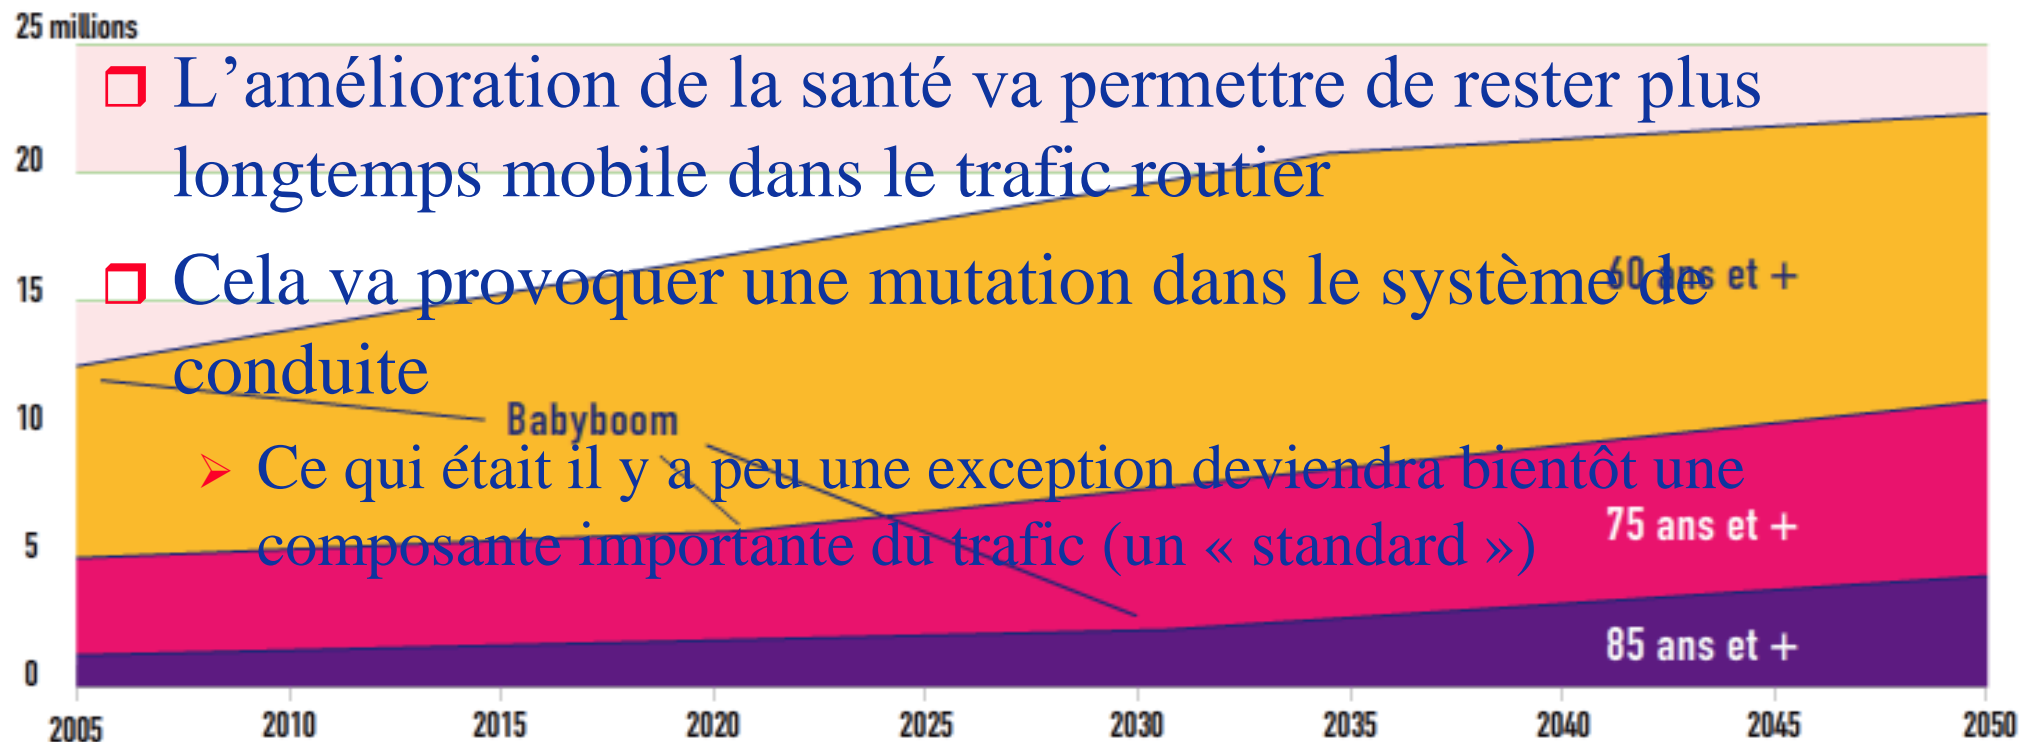 25 millions
L’amélioration de la santé va permettre de rester plus
20
longtemps mobile dans le trafic routier
15
Cela va provoquer une mutation dans le système de
60 ans et +
conduite
10
Babyboom
Ce qui était il y a peu une exception deviendra bientôt une
75 ans et +
5
composante importante du trafic (un « standard »)
85 ans et +
0
2005 2010 2015 2020 2025 2030 2035 2040 2045 2050